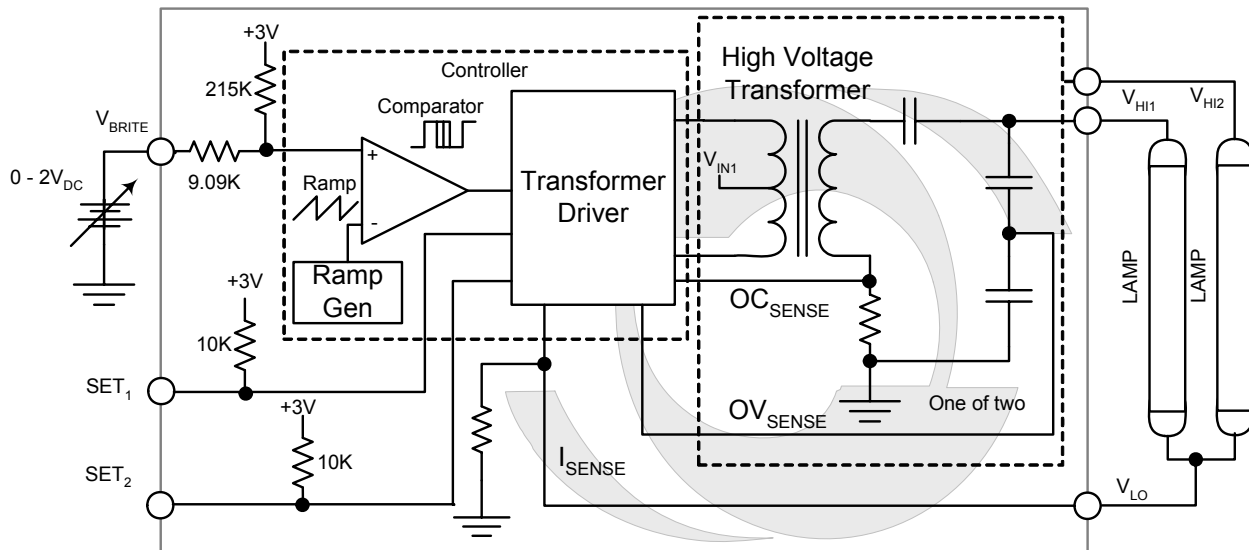 +3V
215K
V_BRITE
9.09K
0 - 2V_DC
Controller
Comparator
+
Ramp
-
Ramp
Gen
Transformer
Driver
High Voltage
Transformer
V_IN1
V_HI1
V_HI2
LAMP
LAMP
+3V
10K
SET_1
OC_SENSE
One of two
OV_SENSE
+3V
10K
I_SENSE
SET_2
V_LO